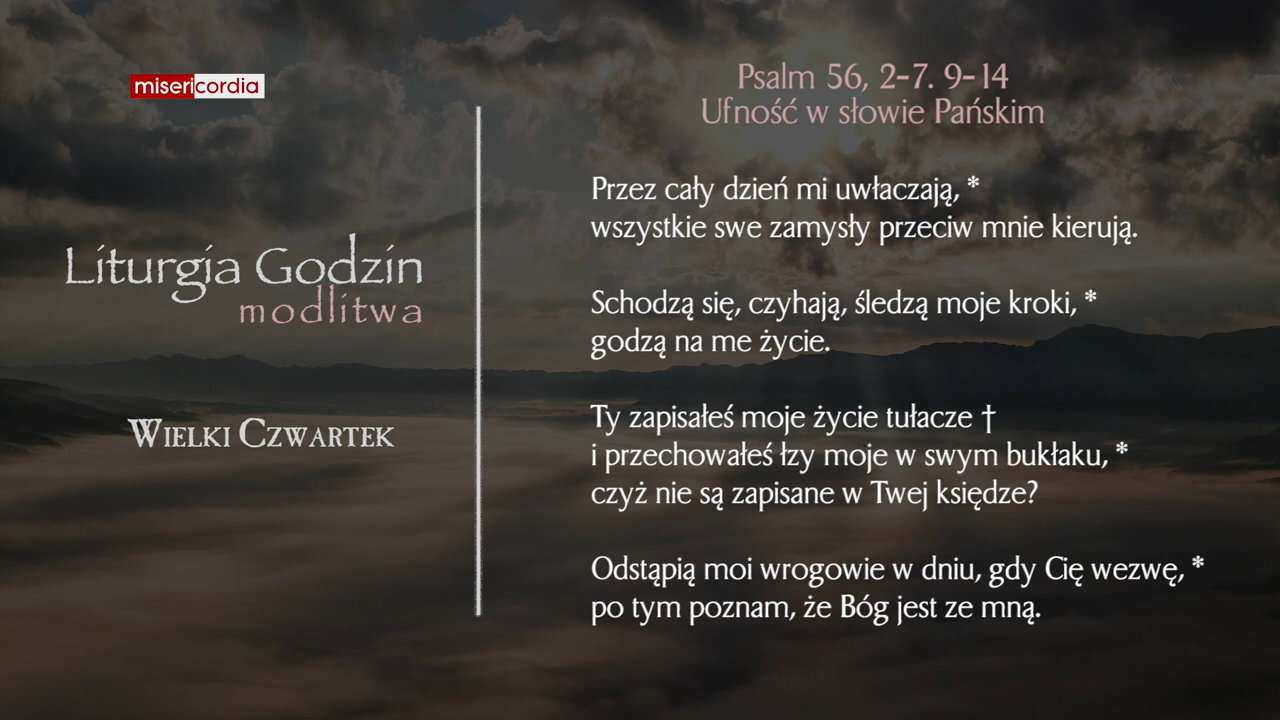 misericordia
Liturgia Godzin
modlitwa
Wielki Czwartek
Psalm 56, 2-7. 9-14
Ufność w słowie Pańskim
Przez cały dzień mi uwłaczają, *
wszystkie swe zamysły przeciw mnie kierują.
Schodzą się, czyhają, śledzą moje kroki, *
godzą na me życie.
Ty zapisałeś moje życie tułacze †
i przechowałeś łzy moje w swym bukłaku, *
czyż nie są zapisane w Twej księdze?
Odstąpią moi wrogowie w dniu, gdy Cię wezwę, *
po tym poznam, że Bóg jest ze mną.